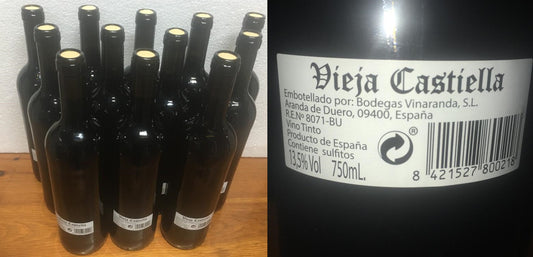 Vieja Castiella
Embotellado por: Bodegas Vinaranda, S.L.
Aranda de Duero, 09400, España
R.E.Nº 8071-BU
Vino Tinto
Producto de España
Contiene sulfitos
13,5% Vol 750mL.
8 421527 800218